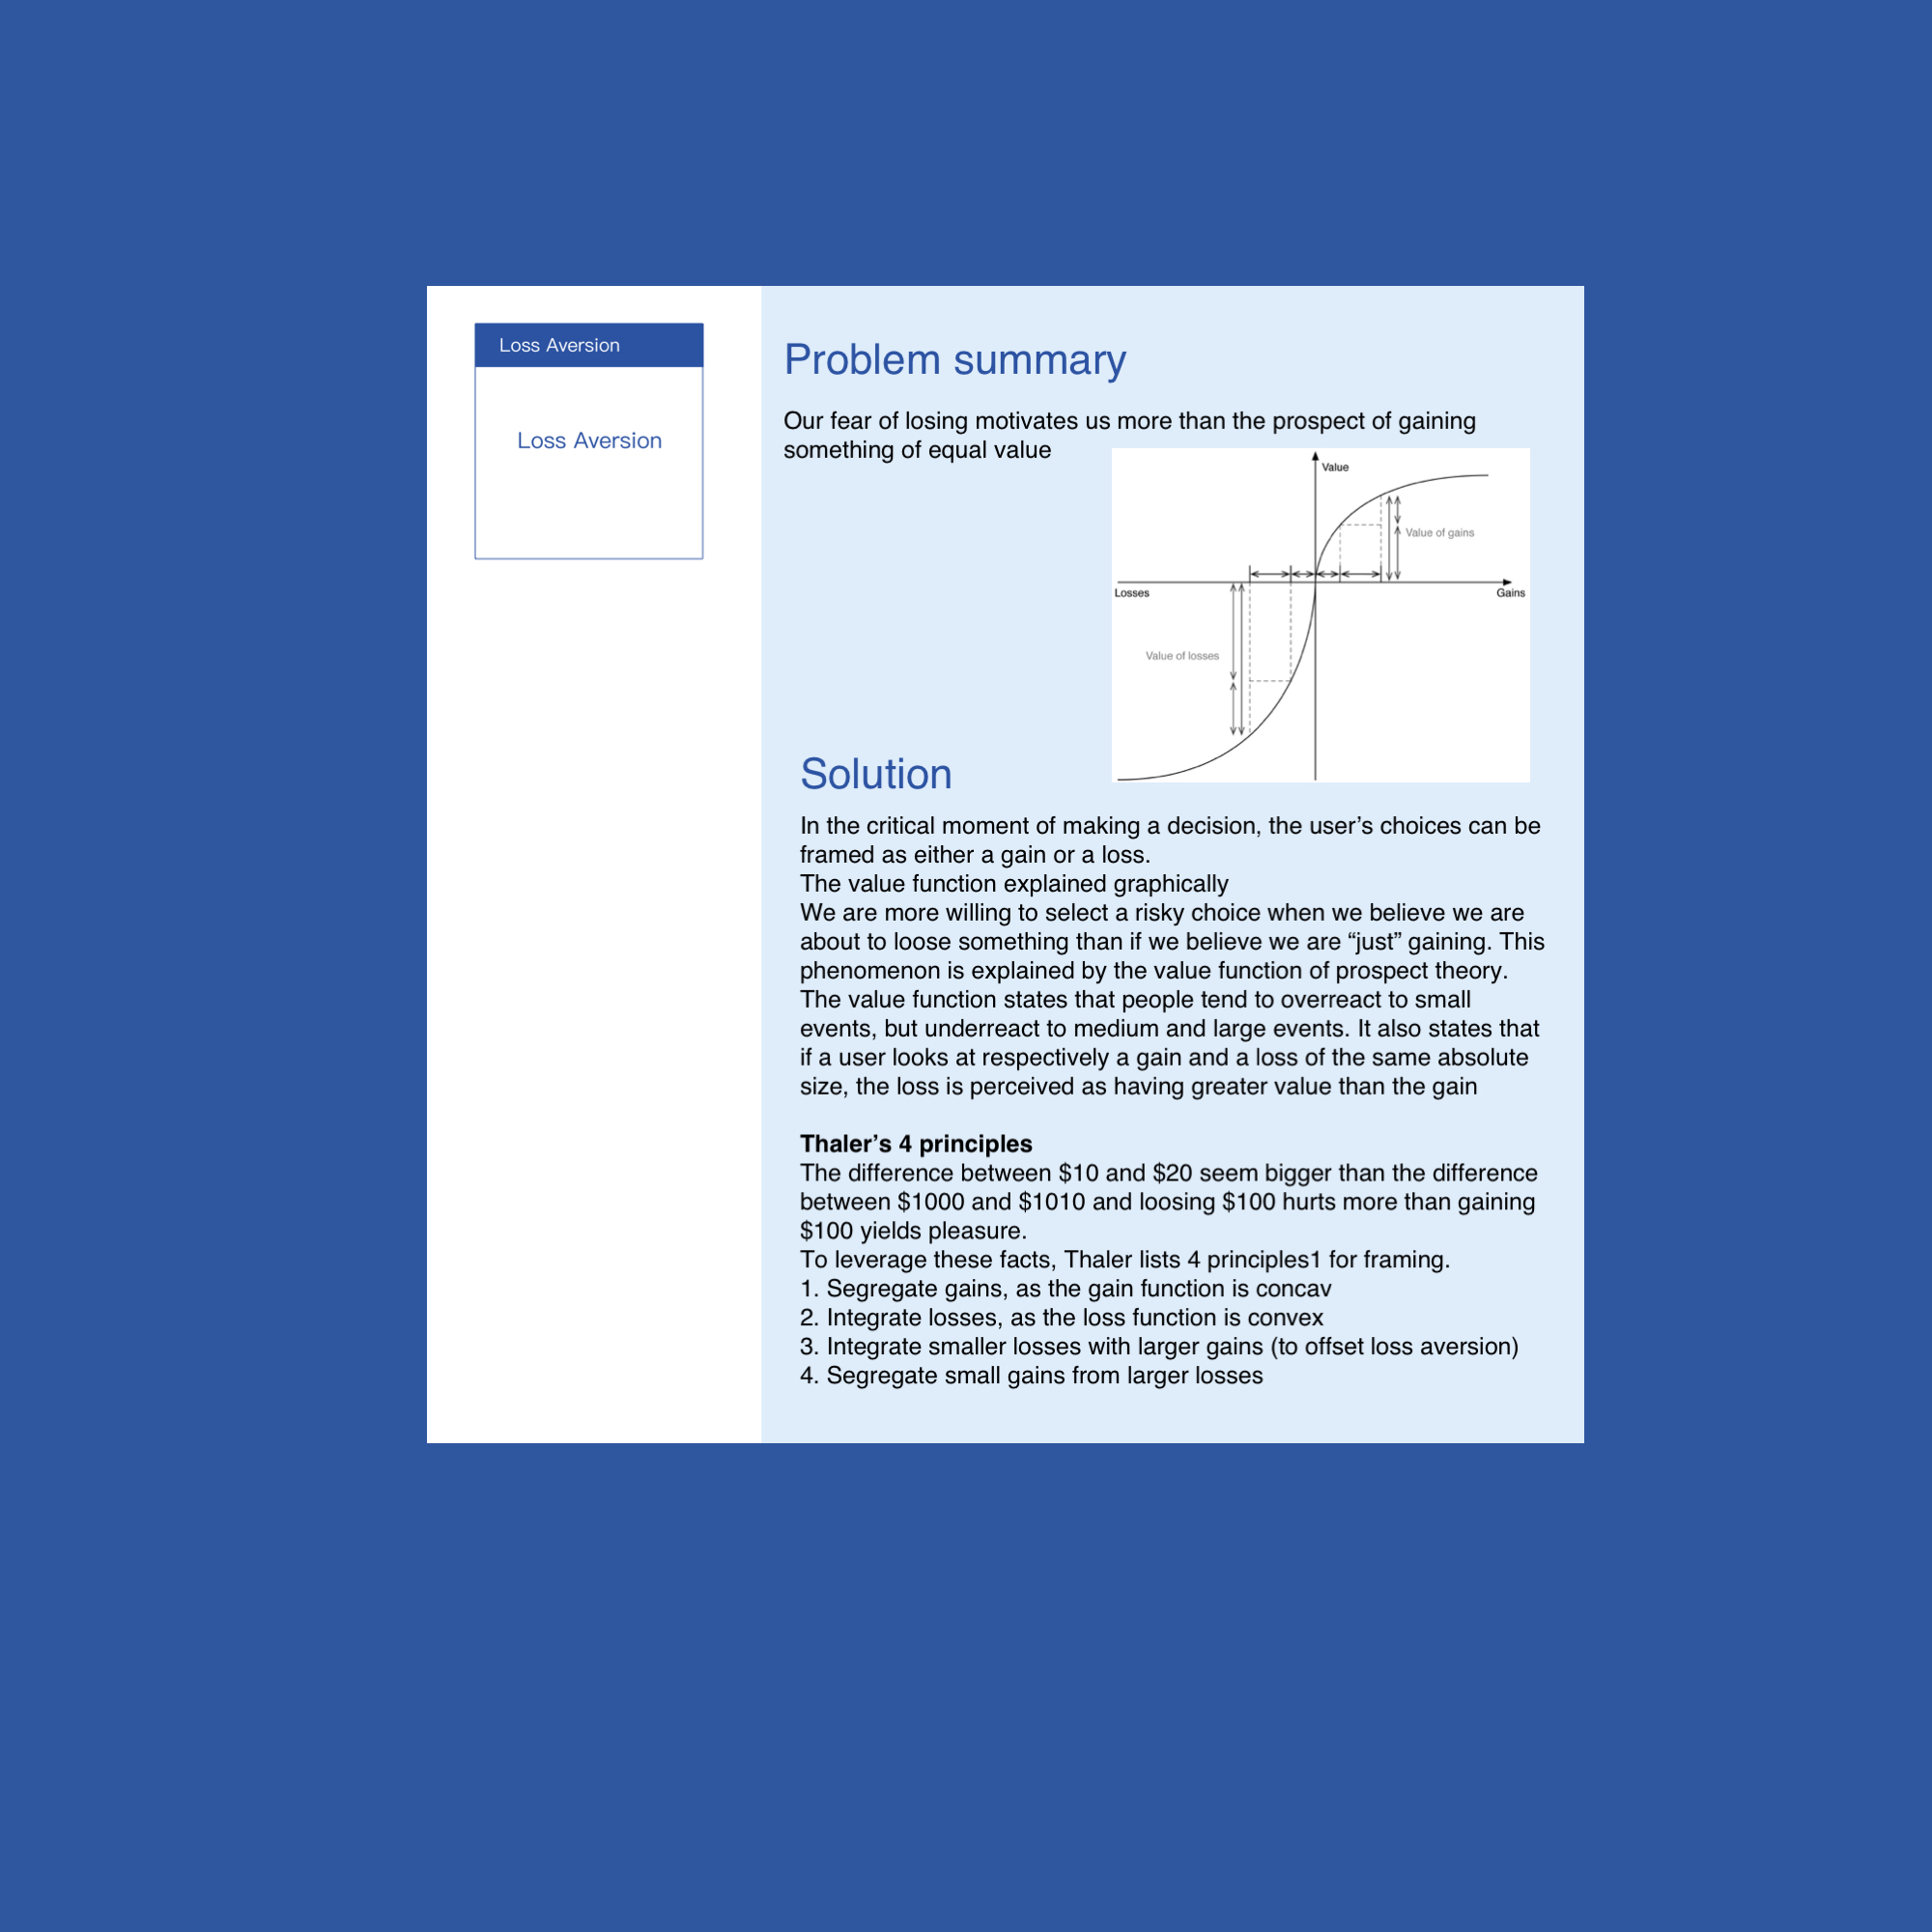 Loss Aversion
Loss Aversion
Problem summary
Our fear of losing motivates us more than the prospect of gaining
something of equal value
Value
Value of gains
Losses
Gains
Value of losses
Solution
In the critical moment of making a decision, the user’s choices can be
framed as either a gain or a loss.
The value function explained graphically
We are more willing to select a risky choice when we believe we are
about to loose something than if we believe we are “just” gaining. This
phenomenon is explained by the value function of prospect theory.
The value function states that people tend to overreact to small
events, but underreact to medium and large events. It also states that
if a user looks at respectively a gain and a loss of the same absolute
size, the loss is perceived as having greater value than the gain
Thaler’s 4 principles
The difference between $10 and $20 seem bigger than the difference
between $1000 and $1010 and loosing $100 hurts more than gaining
$100 yields pleasure.
To leverage these facts, Thaler lists 4 principles1 for framing.
1. Segregate gains, as the gain function is concav
2. Integrate losses, as the loss function is convex
3. Integrate smaller losses with larger gains (to offset loss aversion)
4. Segregate small gains from larger losses